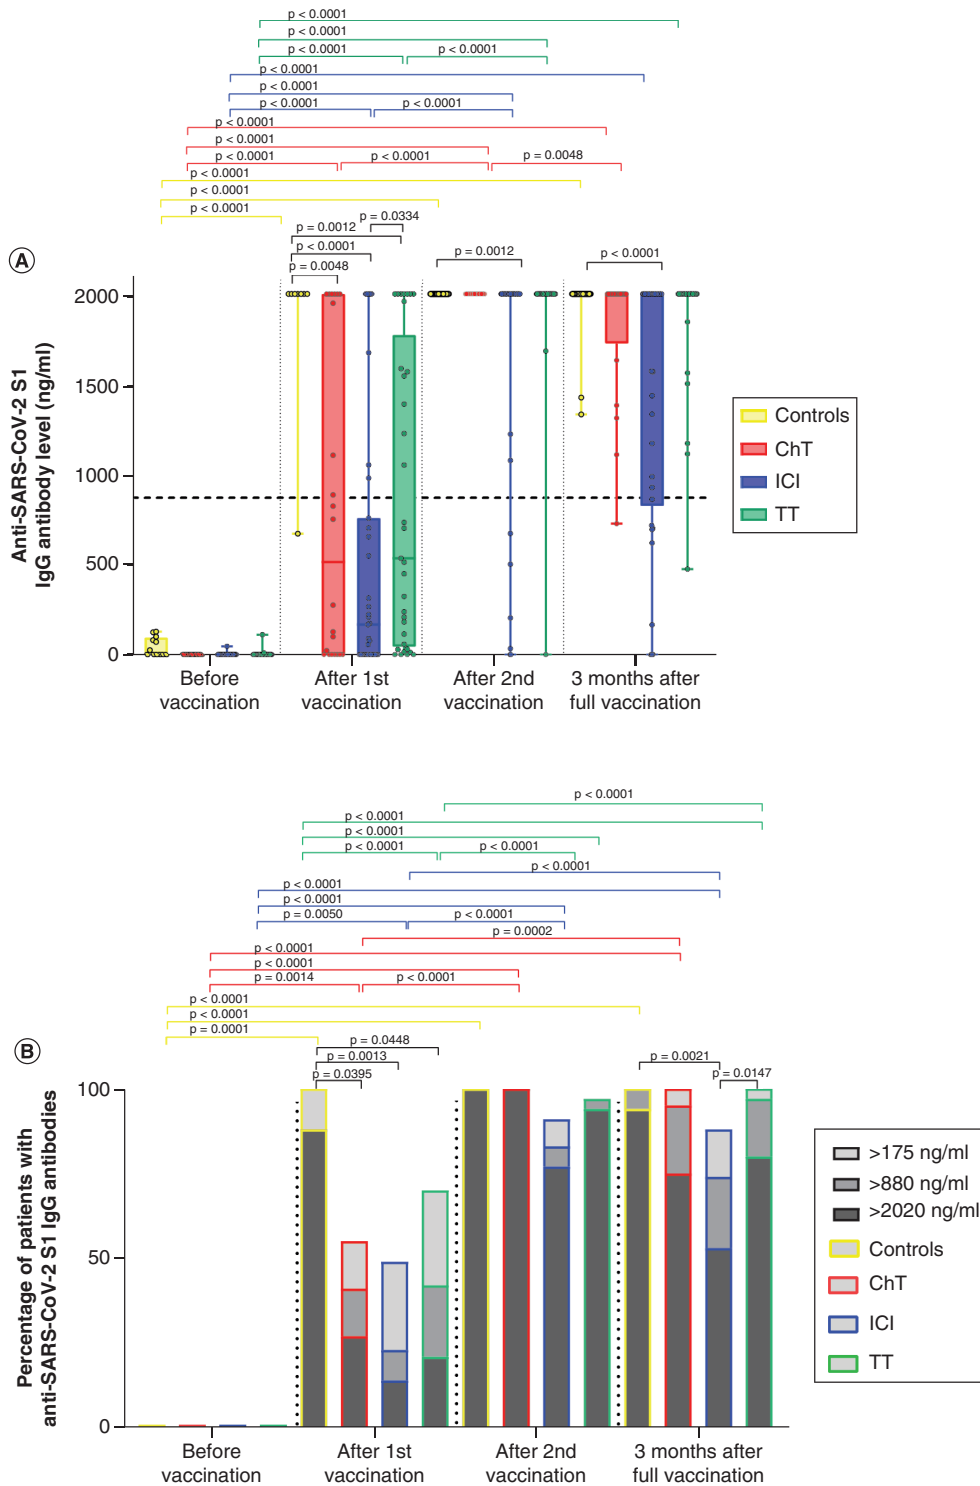 p < 0.0001
p < 0.0001
p < 0.0001 p < 0.0001
p < 0.0001
p < 0.0001
p < 0.0001 p < 0.0001
p < 0.0001
p < 0.0001
p < 0.0001 p < 0.0001 p = 0.0048
p < 0.0001
p < 0.0001
p < 0.0001
p = 0.0334
p = 0.0012
p < 0.0001 p = 0.0012 p < 0.0001
p = 0.0048
A
Anti-SARS-CoV-2 S1
IgG antibody level (ng/ml)
2000
1500
1000
500
0
Before
vaccination
After 1st
vaccination
After 2nd
vaccination
3 months after
full vaccination
Controls
ChT
ICI
TT
p < 0.0001
p < 0.0001
p < 0.0001
p < 0.0001 p < 0.0001
p < 0.0001
p < 0.0001
p < 0.0001
p = 0.0050 p < 0.0001
p = 0.0002
p < 0.0001
p < 0.0001
p = 0.0014 p < 0.0001
p < 0.0001
p < 0.0001
p = 0.0001
B
p = 0.0448
p = 0.0013 p = 0.0021
p = 0.0395 p = 0.0147
Percentage of patients with
anti-SARS-CoV-2 S1 IgG antibodies
100
50
0
Before
vaccination
After 1st
vaccination
After 2nd
vaccination
3 months after
full vaccination
>175 ng/ml
>880 ng/ml
>2020 ng/ml
Controls
ChT
ICI
TT